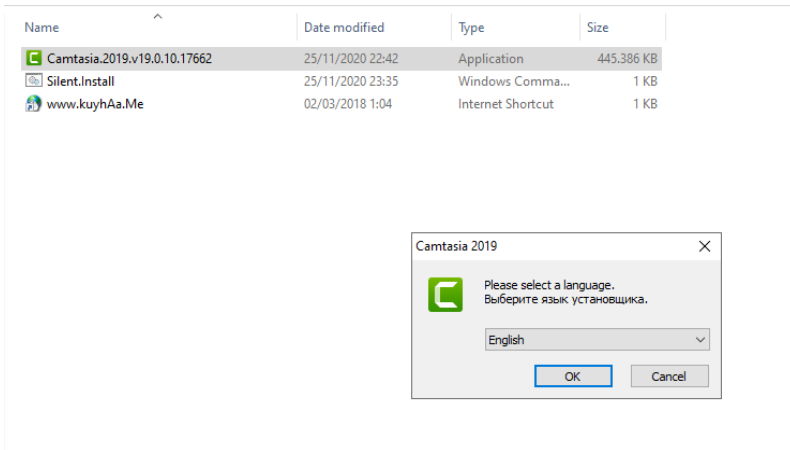 Name Date modified Type Size
Camtasia.2019.v19.0.10.17662 25/11/2020 22:42 Application 445.386 KB
Silent.Install 25/11/2020 23:35 Windows Comma... 1 KB
www.kuyhAa.Me 02/03/2018 1:04 Internet Shortcut 1 KB
Camtasia 2019
Please select a language.
Выберите язык установщика.
English
OK Cancel